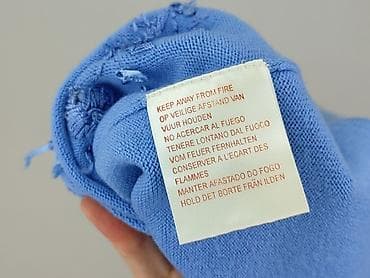 KEEP AWAY FROM FIRE
OP VEILIGE AFSTAND VAN
VUUR HOUDEN
NO ACERCAR AL FUEGO
TENERE LONTANO DAL FUOGO
VOM FEUER FERNHALTEN
CONSERVER A L'ECART DES
FLAMMES
MANTER AFASTADO DO FOGO
HOLD DET BORTE FRÅN ILDEN